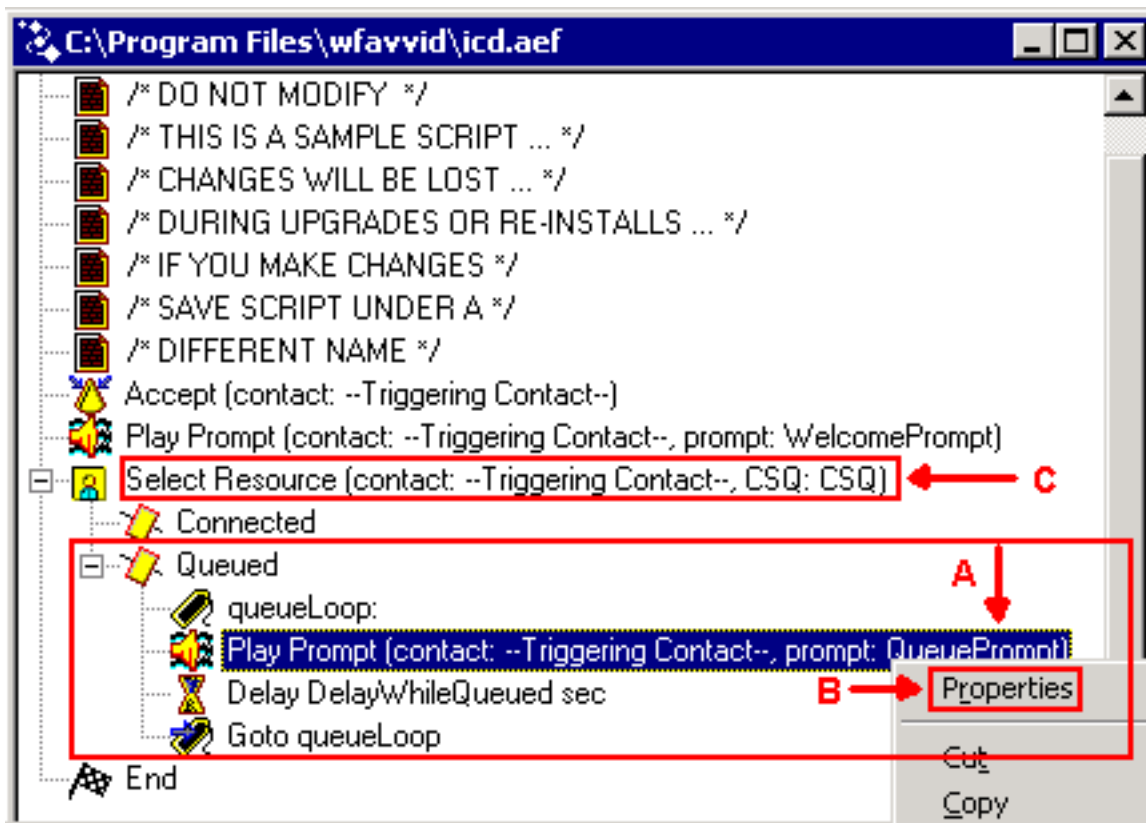 C:\Program Files\wfavvid\icd.aef
/* DO NOT MODIFY */
/* THIS IS A SAMPLE SCRIPT ... */
/* CHANGES WILL BE LOST ... */
/* DURING UPGRADES OR RE-INSTALLS ... */
/* IF YOU MAKE CHANGES */
/* SAVE SCRIPT UNDER A */
/* DIFFERENT NAME */
Accept (contact: --Triggering Contact--)
Play Prompt (contact: --Triggering Contact--, prompt: WelcomePrompt)
Select Resource (contact: --Triggering Contact--, CSQ: CSQ) C
Connected
Queued
A
queueLoop:
Play Prompt (contact: --Triggering Contact--, prompt: QueuePrompt)
B Properties
Delay DelayWhileQueued sec
Goto queueLoop
Cut
End
Copy